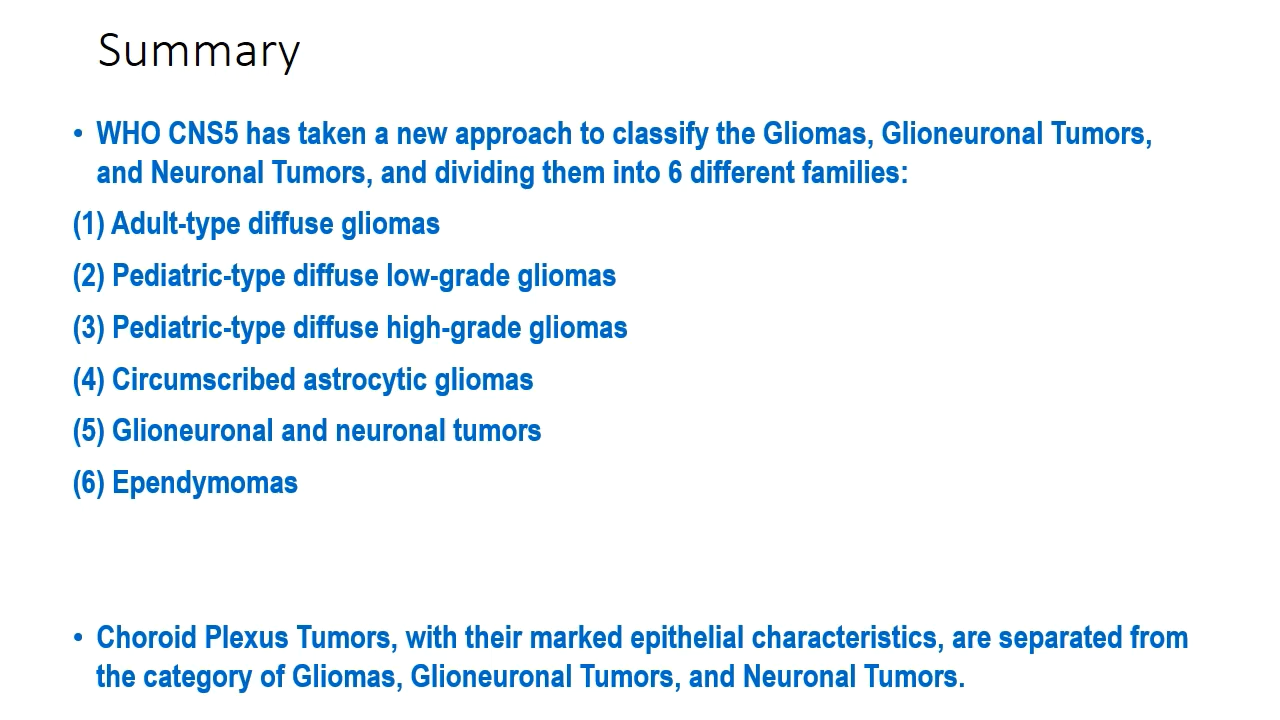 Summary
• WHO CNS5 has taken a new approach to classify the Gliomas, Glioneuronal Tumors,
and Neuronal Tumors, and dividing them into 6 different families:
(1) Adult-type diffuse gliomas
(2) Pediatric-type diffuse low-grade gliomas
(3) Pediatric-type diffuse high-grade gliomas
(4) Circumscribed astrocytic gliomas
(5) Glioneuronal and neuronal tumors
(6) Ependymomas
• Choroid Plexus Tumors, with their marked epithelial characteristics, are separated from
the category of Gliomas, Glioneuronal Tumors, and Neuronal Tumors.